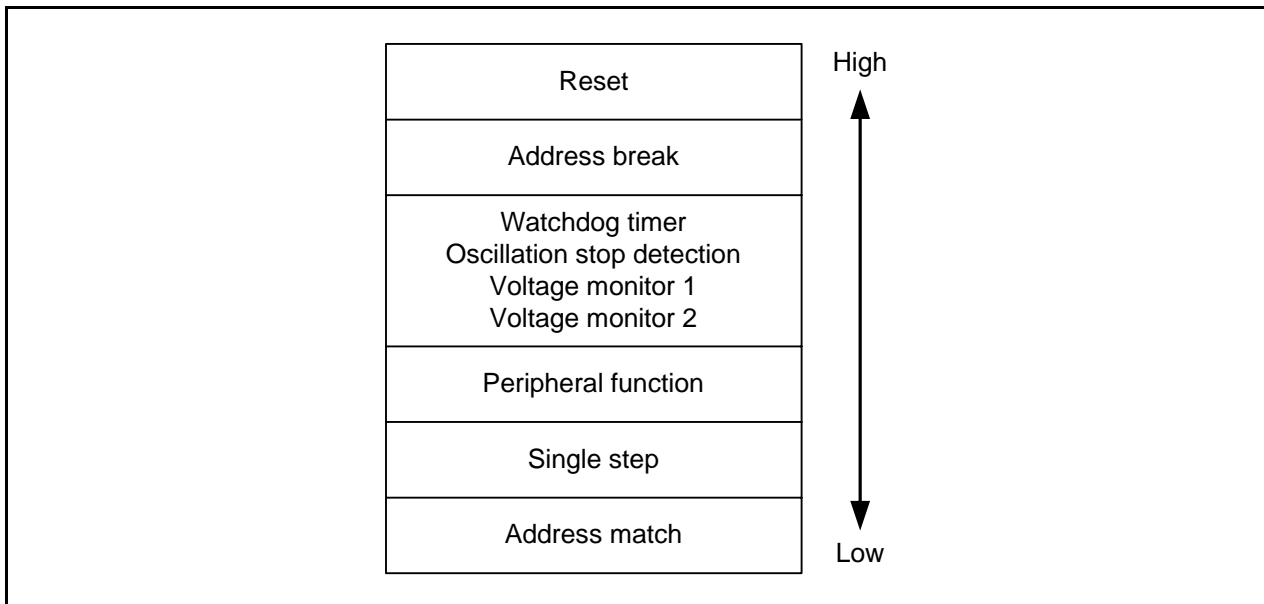 High
Reset
Address break
Watchdog timer
Oscillation stop detection
Voltage monitor 1
Voltage monitor 2
Peripheral function
Single step
Address match
Low